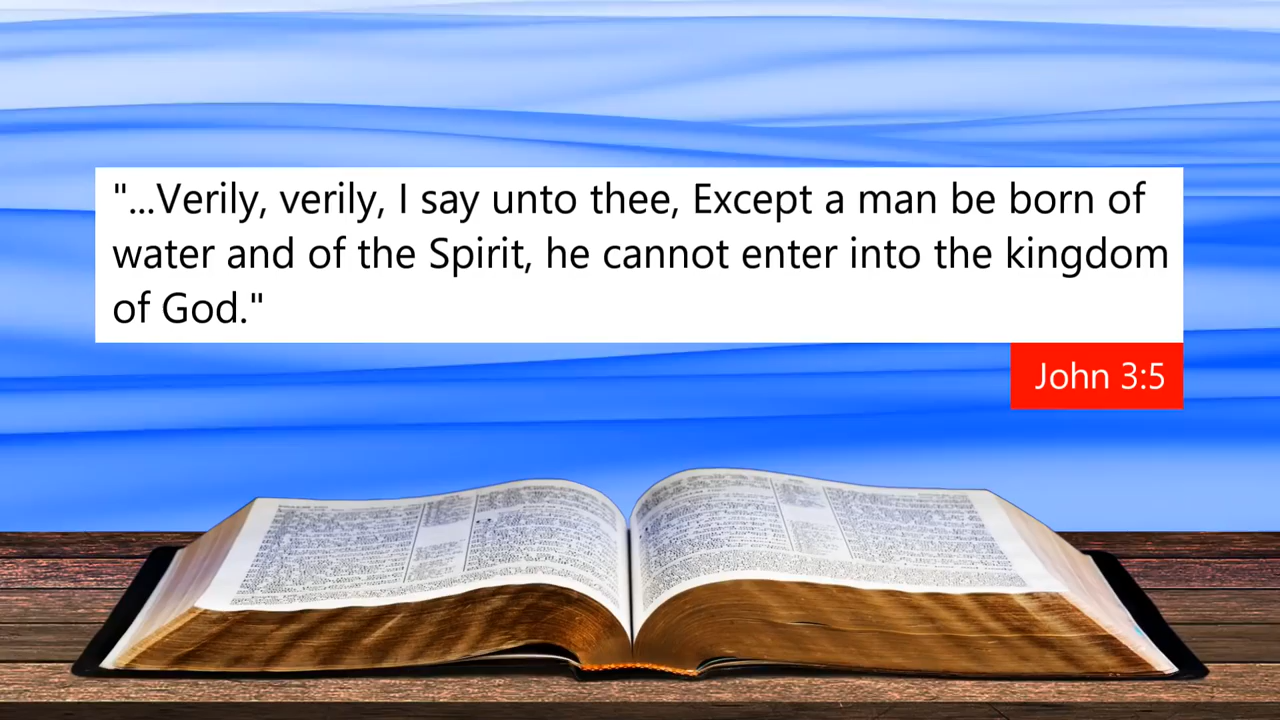 "...Verily, verily, I say unto thee, Except a man be born of
water and of the Spirit, he cannot enter into the kingdom
of God."
John 3:5